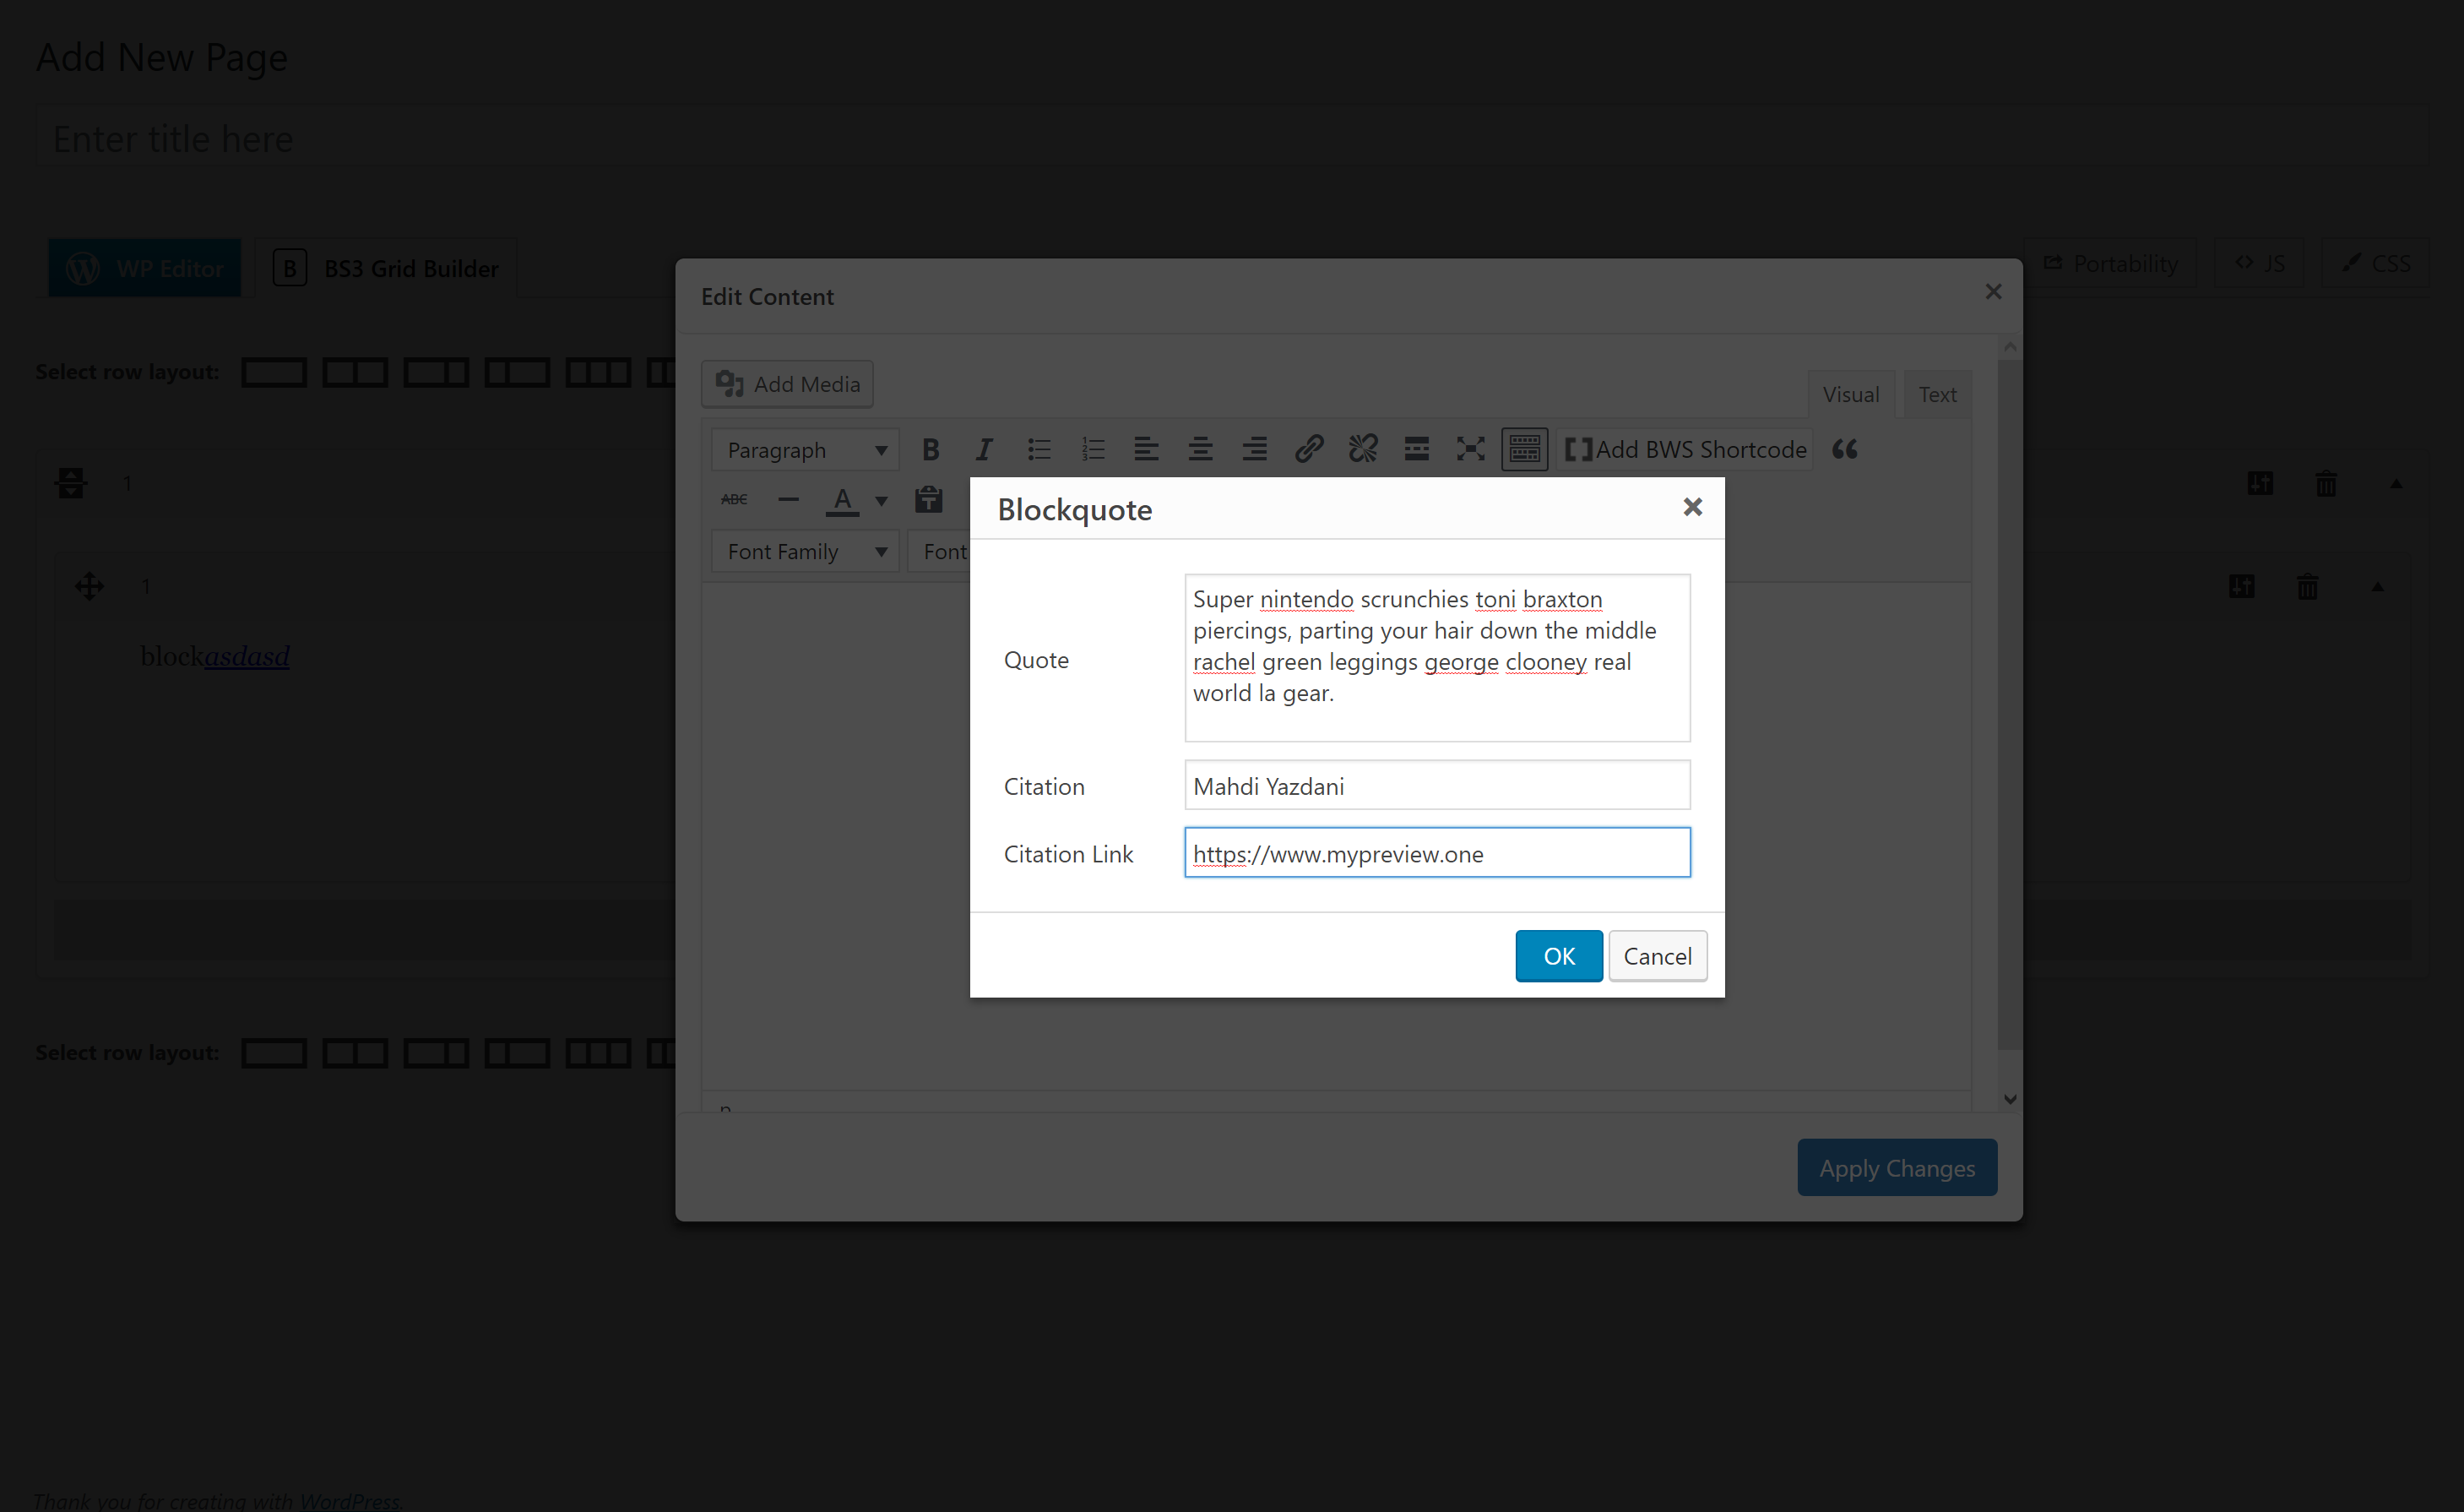 Add New Page
Enter title here
WP Editor
B BS3 Grid Builder
Portability
JS
CSS
Select row layout:
1
1
blockasdasd
Select row layout:
Edit Content
Add Media
Visual
Text
Paragraph
B I
Add BWS Shortcode
ABC
A
T
Font Family
Font
p
Apply Changes
Blockquote
Quote
Super nintendo scrunchies toni braxton
piercings, parting your hair down the middle
rachel green leggings george clooney real
world la gear.
Citation
Mahdi Yazdani
Citation Link
https://www.mypreview.one
OK
Cancel
Thank you for creating with WordPress.